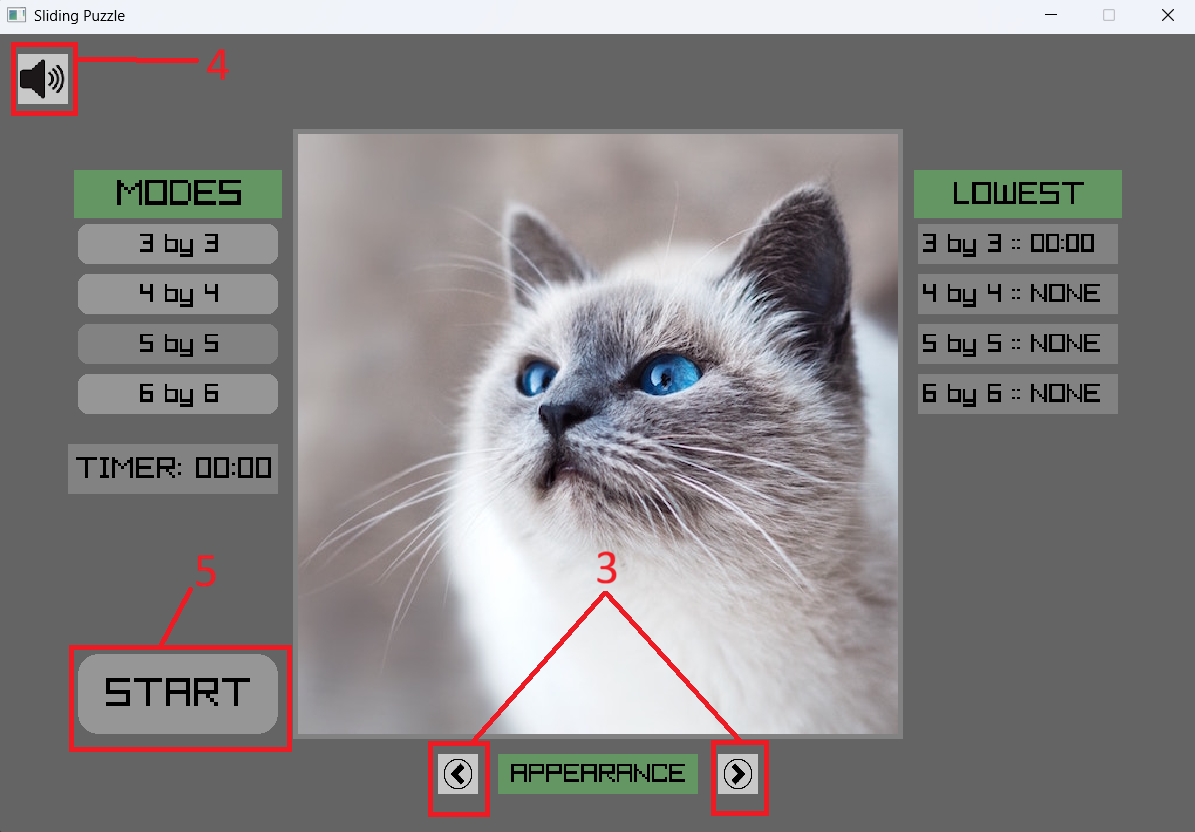 Sliding Puzzle
4
MODES
3 by 3
4 by 4
5 by 5
6 by 6
TIMER: 00:00
5
START
3
APPEARANCE
LOWEST
3 by 3 :: 00:00
4 by 4 :: NONE
5 by 5 :: NONE
6 by 6 :: NONE